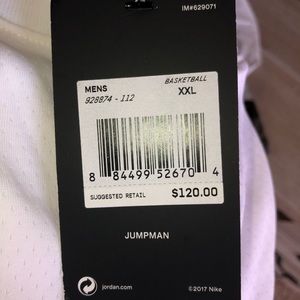 IM#629071
MENS BASKETBALL
928874 - 112 XXL
8 84499 52670 4
SUGGESTED RETAIL $120.00
JUMPMAN
jordan.com ©2017 Nike